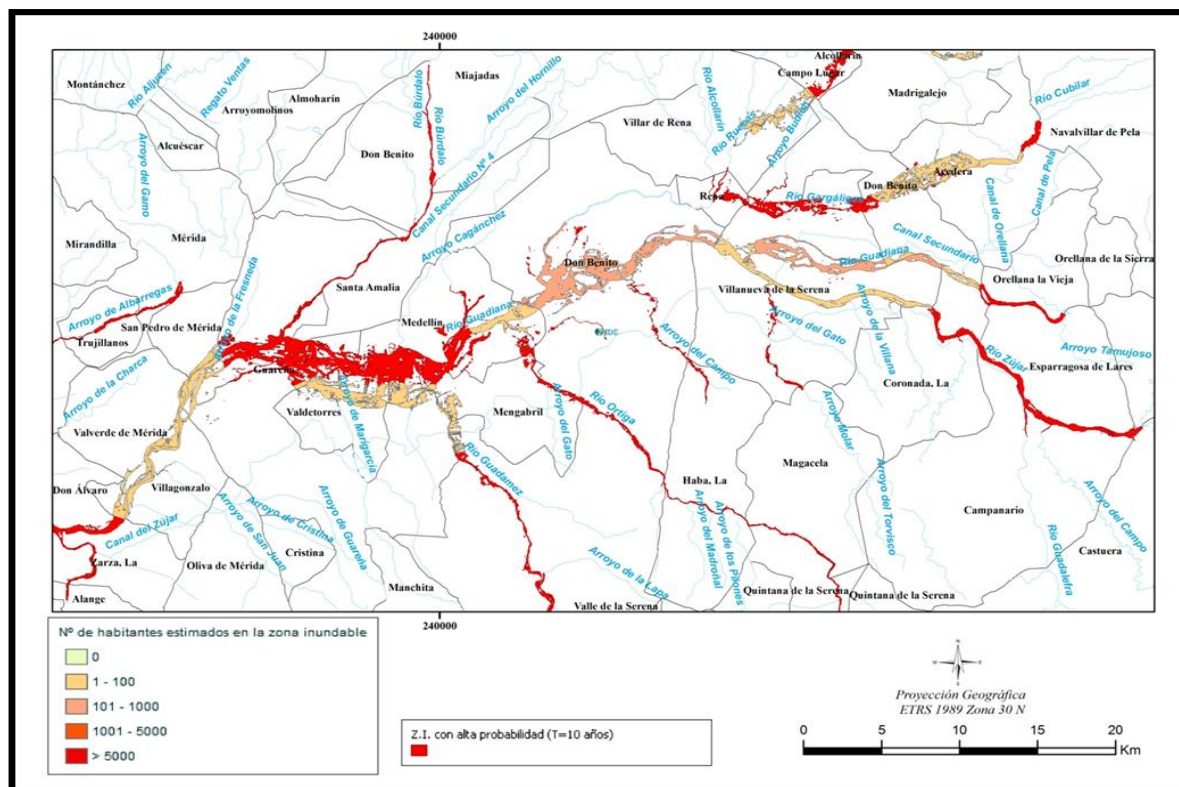 240000
Montánchez
Río Aljucen
Regato Ventas
Arroyomolinos
Almoharín
Río Búrdalo
Río Búrdalo
Miajadas
Arroyo del Hornillo
Alcollarín
Campo Lugar
Río Alcollarín
Río Ruecas
Madrigalejo
Río Cubilar
Navalvillar de Pela
Villar de Rena
Alcuéscar
Arroyo del Gamo
Don Benito
Canal Secundario Nº 4
Arroyo Cagánchez
Rena
Río Gargáligas
Don Benito
Acedera
Canal de Orellana
Canal de Pela
Mirandilla
Mérida
Canal Secundario
Río Guadiana
Orellana de la Sierra
Orellana la Vieja
Don Benito
Villanueva de la Serena
Arroyo de Albarregas
San Pedro de Mérida
Trujillanos
Santa Amalia
Medellín
Río Guadiana
Arroyo del Gato
Arroyo de la Villana
Río Zújar
Arroyo Tamujoso
Esparragosa de Lares
Arroyo de la Charca
Guareña
Arroyo del Campo
Coronada, La
Valdetorres
Arroyo de Marigarcía
Mengabril
Arroyo del Gato
Río Ortiga
Arroyo Molar
Valverde de Mérida
Río Guadamez
Magacela
Haba, La
Don Álvaro
Villagonzalo
Canal del Zújar
Arroyo de Cristina
Arroyo de San Juan
Arroyo de Guareña
Arroyo del Madroñal
Arroyo de los Pilones
Arroyo del Torvisco
Campanario
Río Guadalefra
Arroyo del Campo
Castuera
Zarza, La
Oliva de Mérida
Cristina
Manchita
Arroyo de la Lapa
Alange
Valle de la Serena
Quintana de la Serena
Quintana de la Serena
240000
Nº de habitantes estimados en la zona inundable
0
1 - 100
101 - 1000
1001 - 5000
> 5000
Z.I. con alta probabilidad (T=10 años)
Proyección Geográfica
ETRS 1989 Zona 30 N
0 5 10 15 20
Km